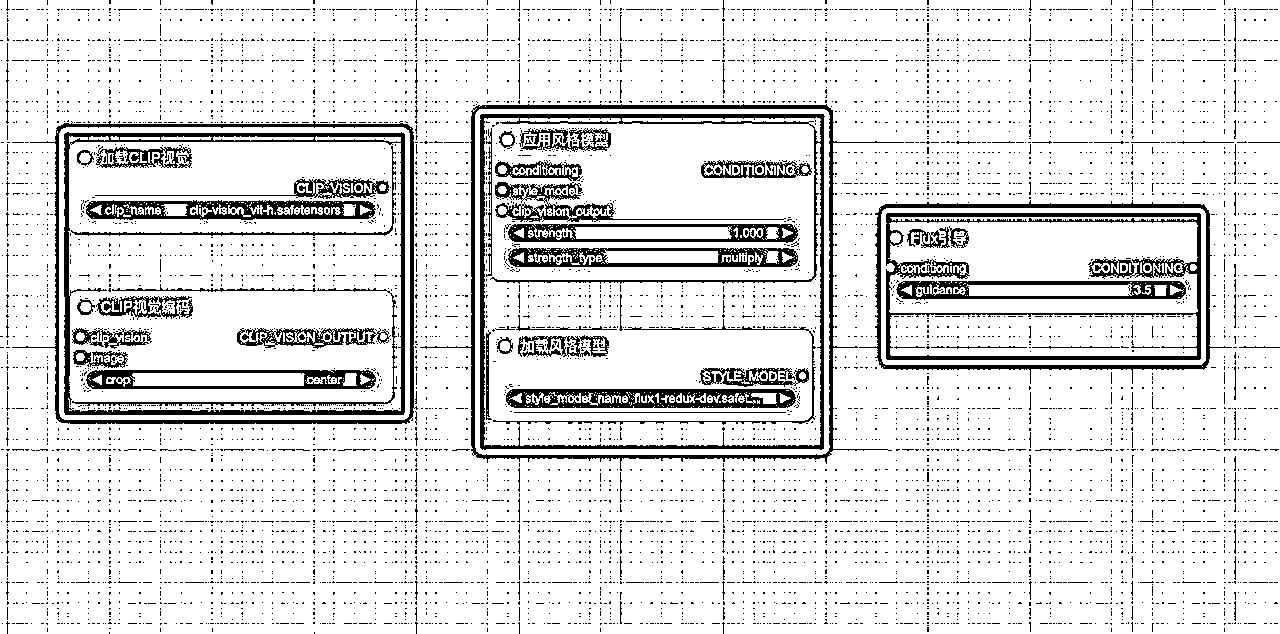 加载CLIP视觉
CLIP_VISION
clip_name clip-vision_vit-h.safetensors
CLIP视觉编码
clip_vision CLIP_VISION_OUTPUT
image
crop center
应用风格模型
conditioning CONDITIONING
style_model
clip_vision_output
strength 1.000
strength_type multiply
加载风格模型
STYLE_MODEL
style_model_name flux1-redux-dev.safet...
Flux引导
conditioning CONDITIONING
guidance 3.5